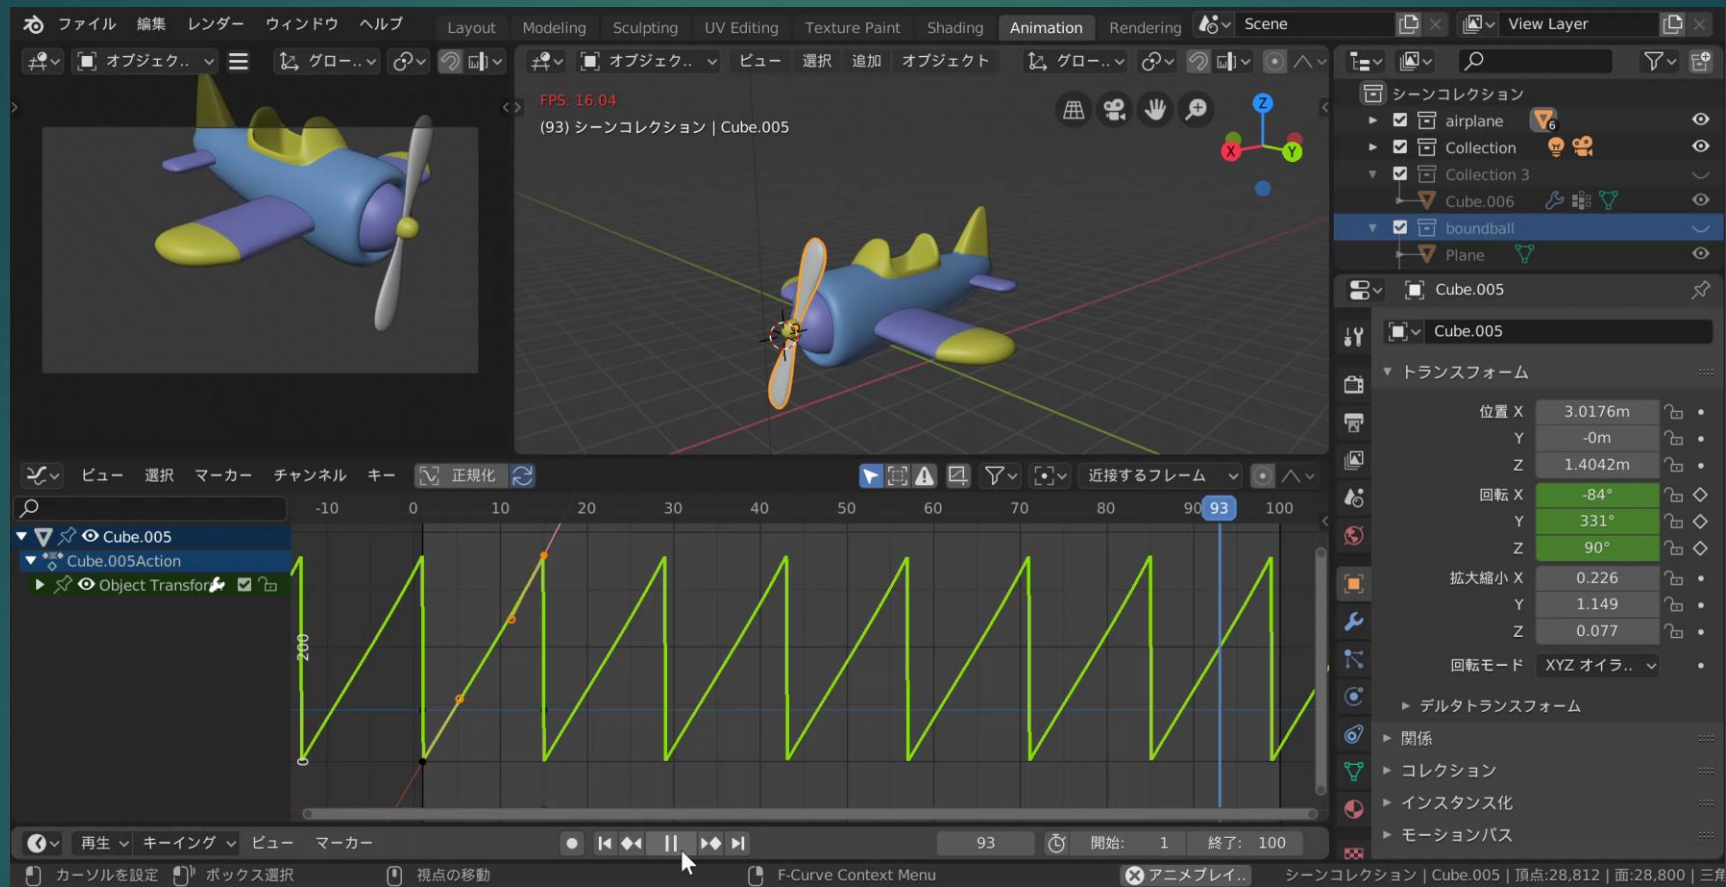 ファイル 編集 レンダー ウィンドウ ヘルプ Layout Modeling Sculpting UV Editing Texture Paint Shading Animation Rendering Scene View Layer
オブジェク.. グロー.. オブジェク.. ビュー 選択 追加 オブジェクト グロー..
FPS: 16.04
(93) シーンコレクション | Cube.005
Z
X
Y
シーンコレクション
airplane 6
Collection
Collection 3
Cube.006
boundball
Plane
Cube.005
Cube.005
トランスフォーム
位置 X 3.0176m
Y -0m
Z 1.4042m
回転 X -84°
Y 331°
Z 90°
拡大縮小 X 0.226
Y 1.149
Z 0.077
回転モード XYZ オイラ..
デルタトランスフォーム
関係
コレクション
インスタンス化
モーションパス
ビュー 選択 マーカー チャンネル キー 正規化 近接するフレーム
-10 0 10 20 30 40 50 60 70 80 90 93 100
Cube.005
Cube.005Action
Object Transfor
200
0
再生 キーイング ビュー マーカー 93 開始: 1 終了: 100
カーソルを設定 ボックス選択 視点の移動 F-Curve Context Menu アニメプレイ.. シーンコレクション | Cube.005 | 頂点:28,812 | 面:28,800 | 三角